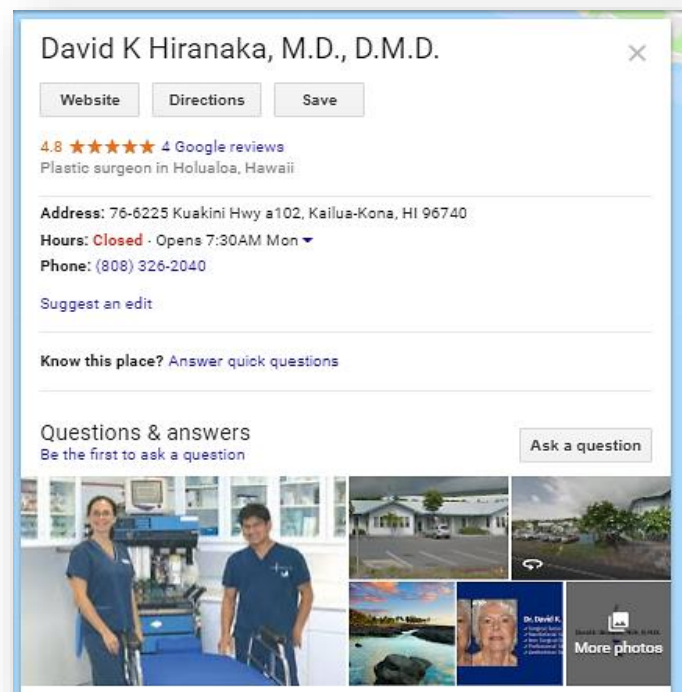 David K Hiranaka, M.D., D.M.D.
Website Directions Save
4.8 4 Google reviews
Plastic surgeon in Holualoa, Hawaii
Address: 76-6225 Kuakini Hwy a102, Kailua-Kona, HI 96740
Hours: Closed · Opens 7:30AM Mon
Phone: (808) 326-2040
Suggest an edit
Know this place? Answer quick questions
Questions & answers
Be the first to ask a question
Ask a question
Dr. David K.
More photos